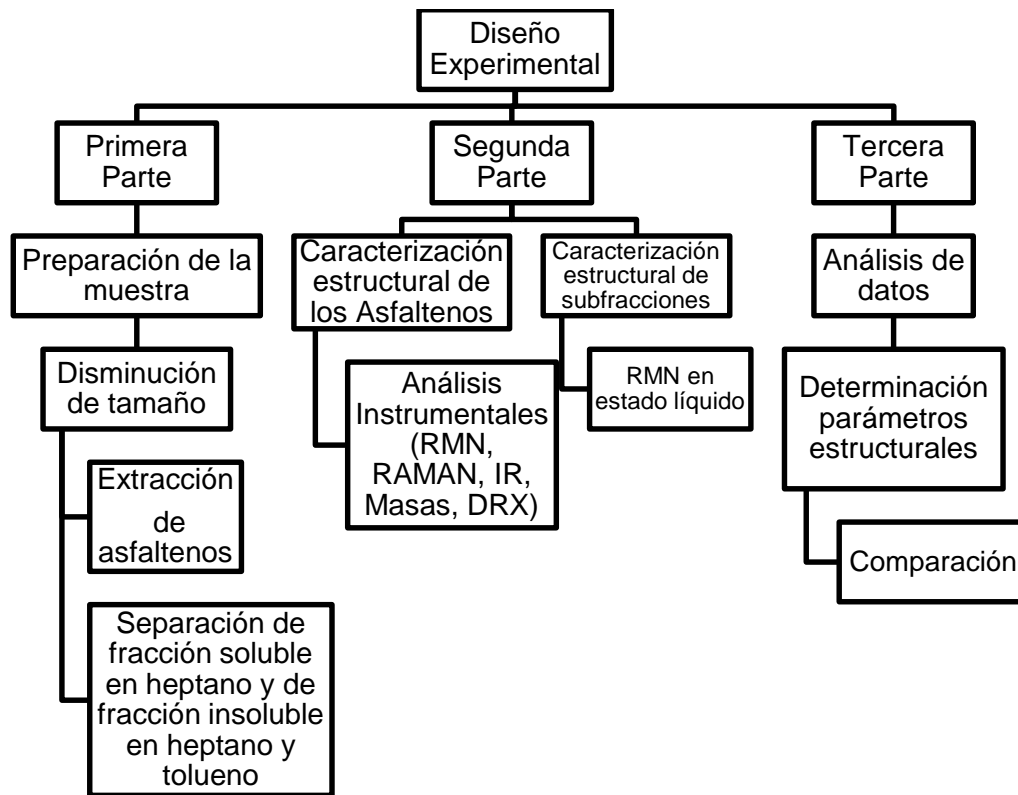 Diseño
Experimental
Primera
Parte
Preparación de la
muestra
Disminución
de tamaño
Extracción
de
asfaltenos
Separación de
fracción soluble
en heptano y de
fracción insoluble
en heptano y
tolueno
Segunda
Parte
Caracterización
estructural de
los Asfaltenos
Análisis
Instrumentales
(RMN,
RAMAN, IR,
Masas, DRX)
Caracterización
estructural de
subfracciones
RMN en
estado líquido
Tercera
Parte
Análisis de
datos
Determinación
parámetros
estructurales
Comparación